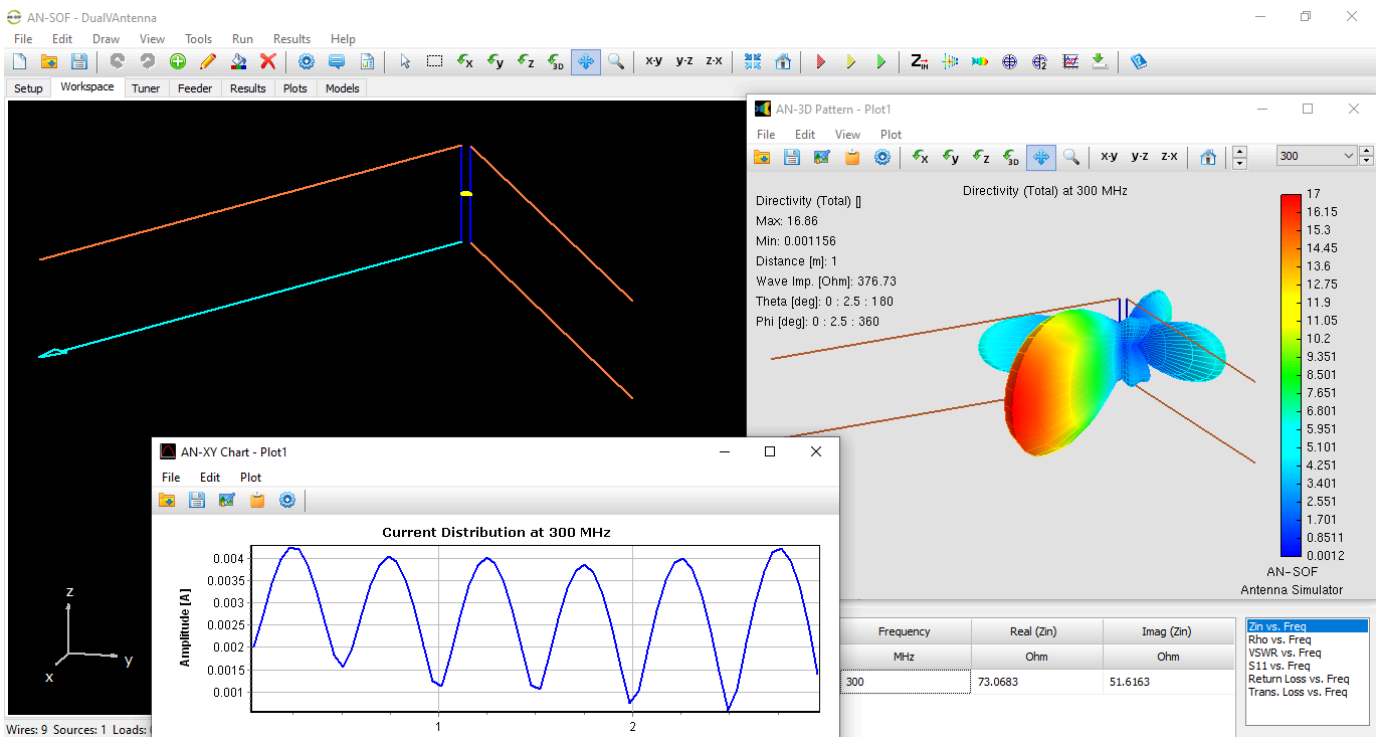 AN-SOF - DualVAntenna
File Edit Draw View Tools Run Results Help
x-y y-z z-x
Setup Workspace Tuner Feeder Results Plots Models
AN-3D Pattern - Plot1
File Edit View Plot
x-y y-z z-x 300
Directivity (Total) at 300 MHz
Directivity (Total) []
Max: 16.86
Min: 0.001156
Distance [m]: 1
Wave Imp. [Ohm]: 376.73
Theta [deg]: 0 : 2.5 : 180
Phi [deg]: 0 : 2.5 : 360
17
16.15
15.3
14.45
13.6
12.75
11.9
11.05
10.2
9.351
8.501
7.651
6.801
5.951
5.101
4.251
3.401
2.551
1.701
0.8511
0.0012
AN-SOF
Antenna Simulator
AN-XY Chart - Plot1
File Edit Plot
Current Distribution at 300 MHz
Amplitude [A]
0.004
0.0035
0.003
0.0025
0.002
0.0015
0.001
1 2
z
y
x
Frequency Real (Zin) Imag (Zin)
MHz Ohm Ohm
300 73.0683 51.6163
Zin vs. Freq
Rho vs. Freq
VSWR vs. Freq
S11 vs. Freq
Return Loss vs. Freq
Trans. Loss vs. Freq
Wires: 9 Sources: 1 Loads: